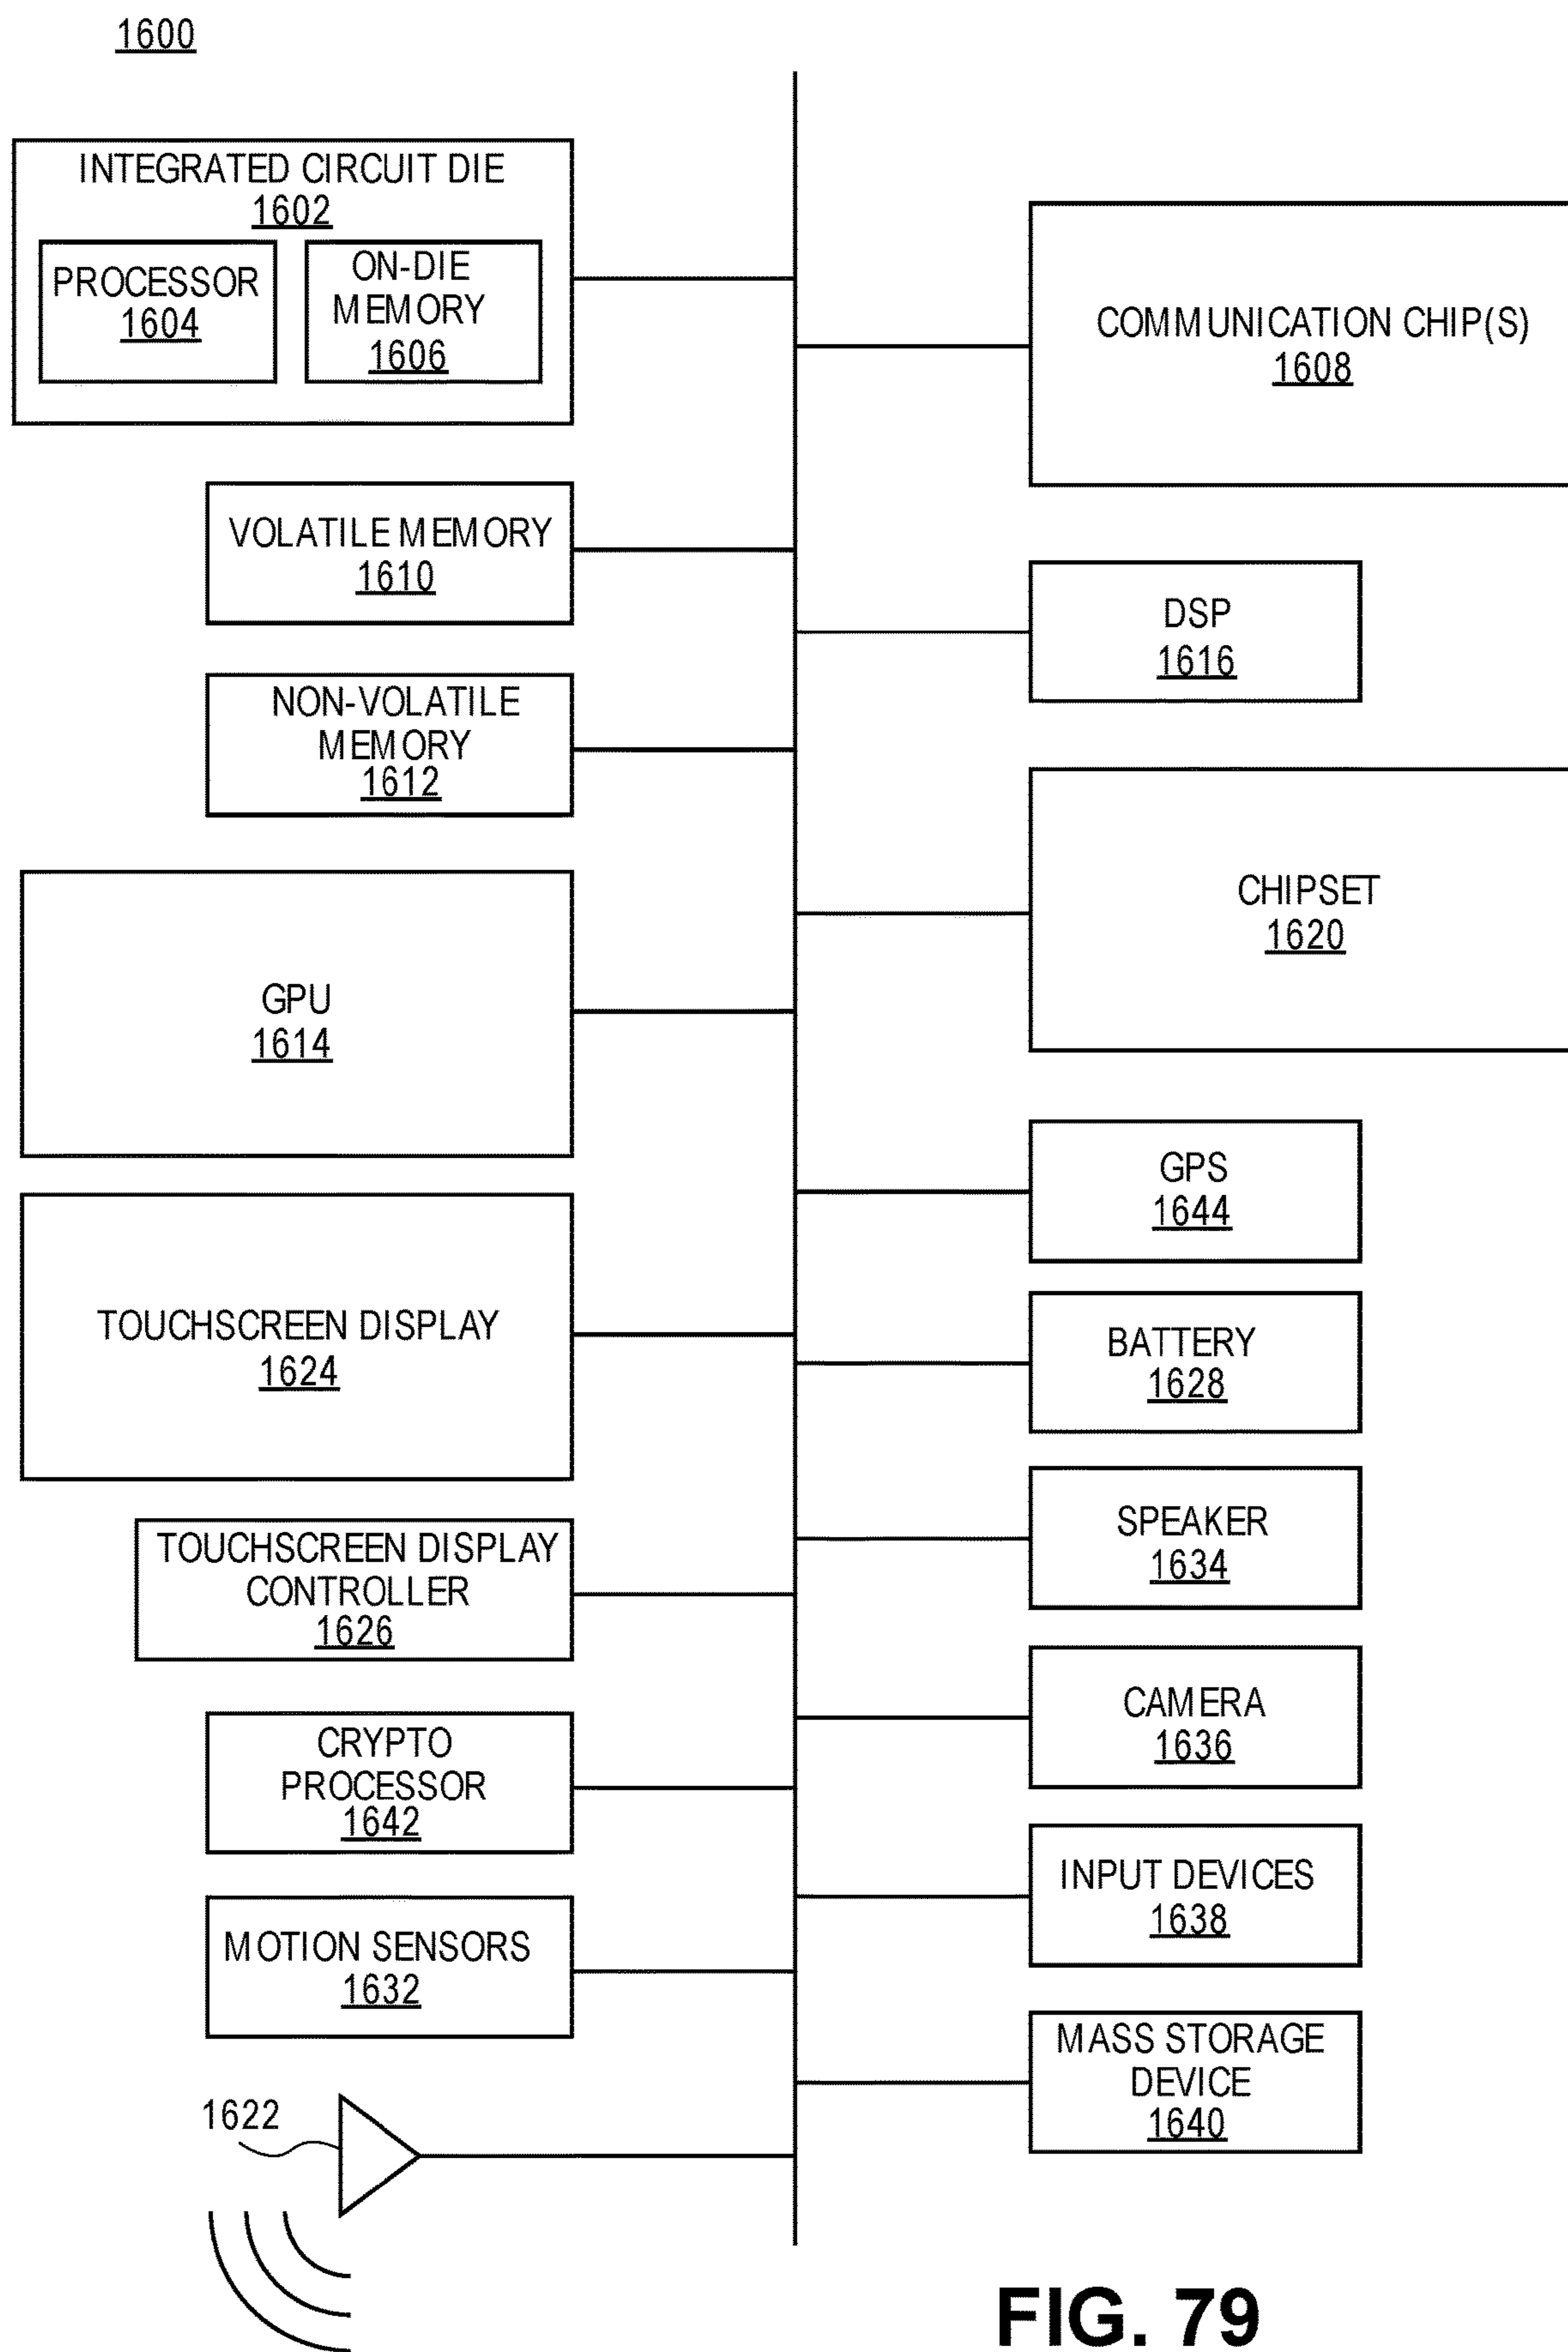 1600
INTEGRATED CIRCUIT DIE
1602
PROCESSOR
1604
ON-DIE
MEMORY
1606
VOLATILE MEMORY
1610
NON-VOLATILE
MEMORY
1612
GPU
1614
TOUCHSCREEN DISPLAY
1624
TOUCHSCREEN DISPLAY
CONTROLLER
1626
CRYPTO
PROCESSOR
1642
MOTION SENSORS
1632
1622
COMMUNICATION CHIP(S)
1608
DSP
1616
CHIPSET
1620
GPS
1644
BATTERY
1628
SPEAKER
1634
CAMERA
1636
INPUT DEVICES
1638
MASS STORAGE
DEVICE
1640
FIG. 79